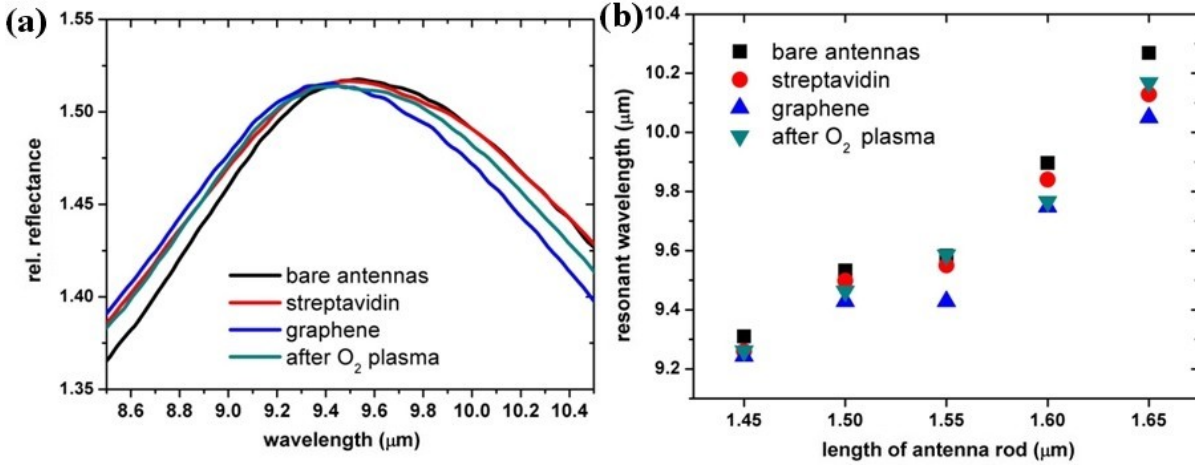 (a)
1.55
1.50
1.45
1.40
1.35
rel. reflectance
bare antennas
streptavidin
graphene
after O₂ plasma
8.6 8.8 9.0 9.2 9.4 9.6 9.8 10.0 10.2 10.4
wavelength (μm)
(b)
10.4
10.2
10.0
9.8
9.6
9.4
9.2
resonant wavelength (μm)
bare antennas
streptavidin
graphene
after O₂ plasma
1.45 1.50 1.55 1.60 1.65
length of antenna rod (μm)